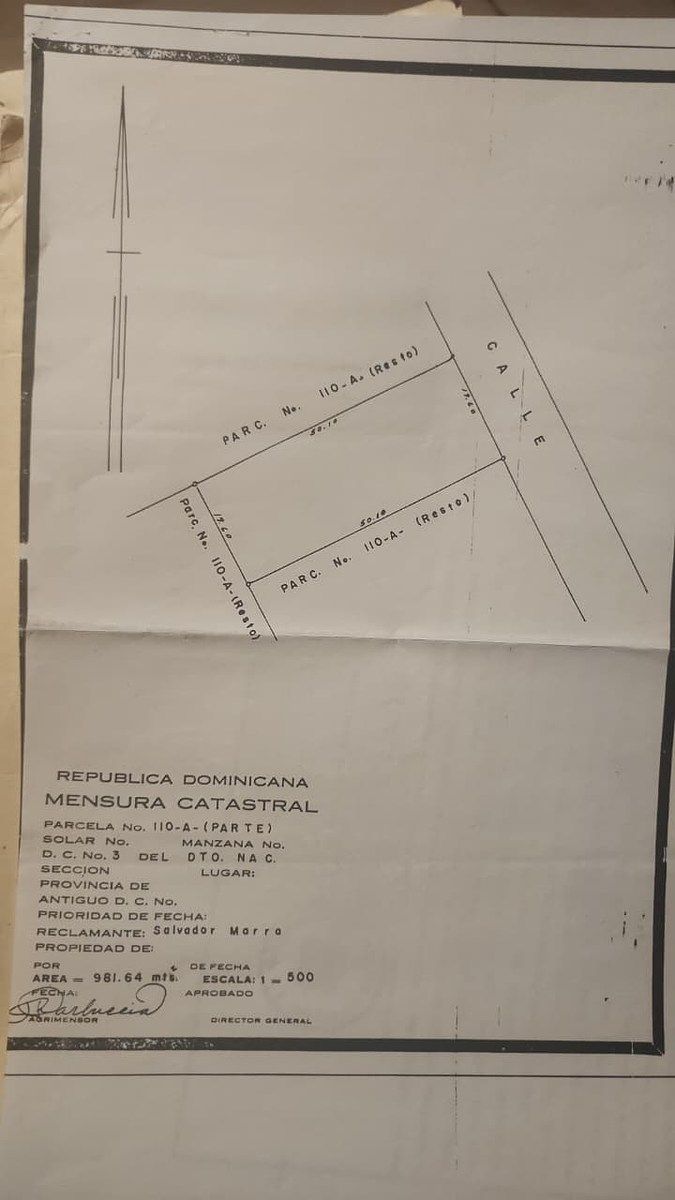 CALLE
PARC. No. 110-A- (Resto)
50.10
19.60
19.60
Parc. No. 110-A-(Resto)
50.10
PARC. No. 110-A- (Resto)
REPUBLICA DOMINICANA
MENSURA CATASTRAL
PARCELA No. 110-A-(PARTE)
SOLAR No. MANZANA No.
D. C. No. 3 DEL DTO. NAC.
SECCION LUGAR:
PROVINCIA DE
ANTIGUO D. C. No.
PRIORIDAD DE FECHA:
RECLAMANTE: Salvador Marra
PROPIEDAD DE:
POR DE FECHA
AREA = 981.64 mts. ESCALA: 1 = 500
FECHA: APROBADO
AGRIMENSOR DIRECTOR GENERAL